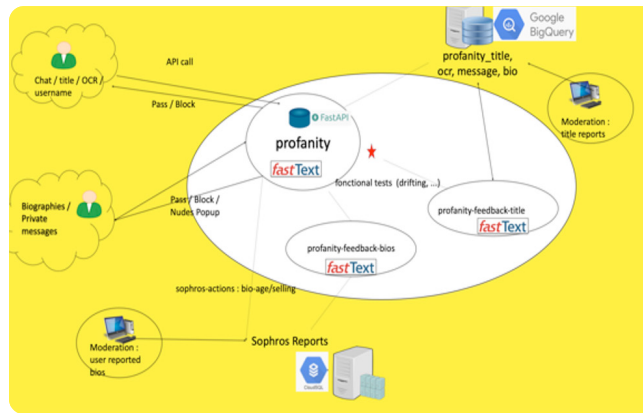 Google
BigQuery
profanity_title,
ocr, message, bio
API call
Chat / title / OCR /
username
Pass / Block
FastAPI
profanity
fastText
Moderation :
title reports
fonctional tests (drifting, ...)
Biographies /
Private
messages
Pass / Block /
Nudes Popup
profanity-feedback-title
fastText
profanity-feedback-bios
fastText
sophros-actions : bio-age/selling
Moderation :
user reported
bios
Sophros Reports
CloudSQL